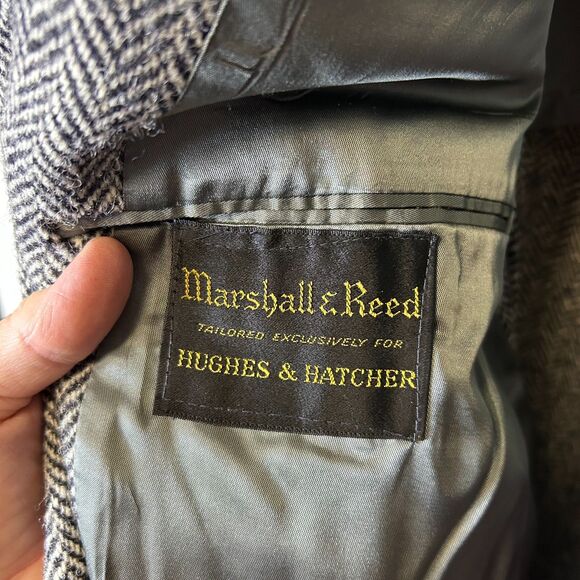 Marshall & Reed
TAILORED EXCLUSIVELY FOR
HUGHES & HATCHER